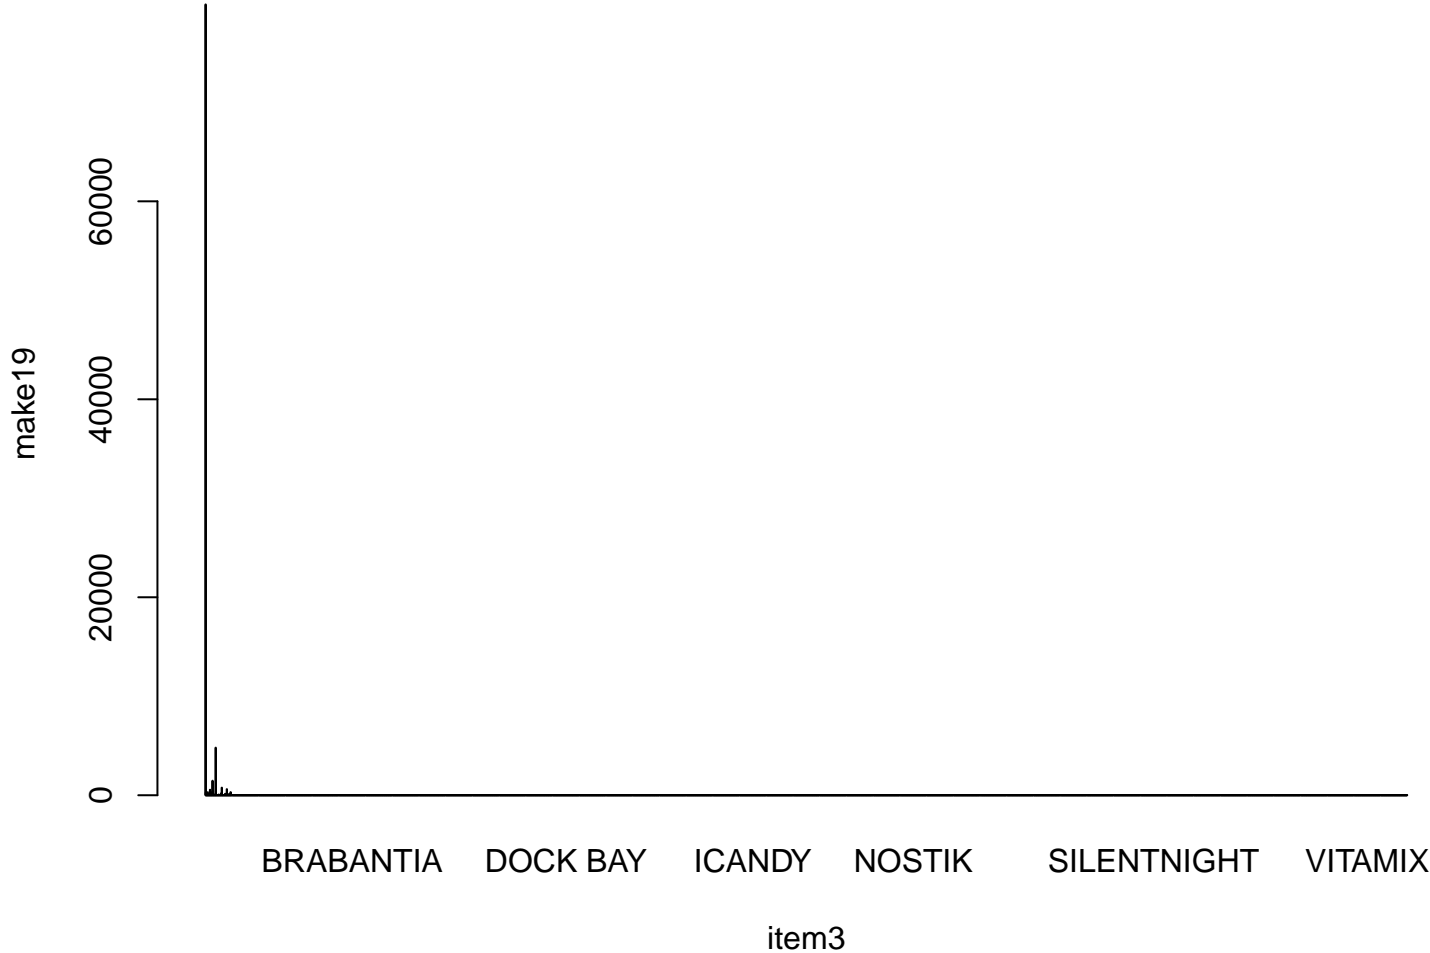 make19
60000
40000
20000
0
BRABANTIA DOCK BAY ICANDY NOSTIK SILENTNIGHT VITAMIX
item3